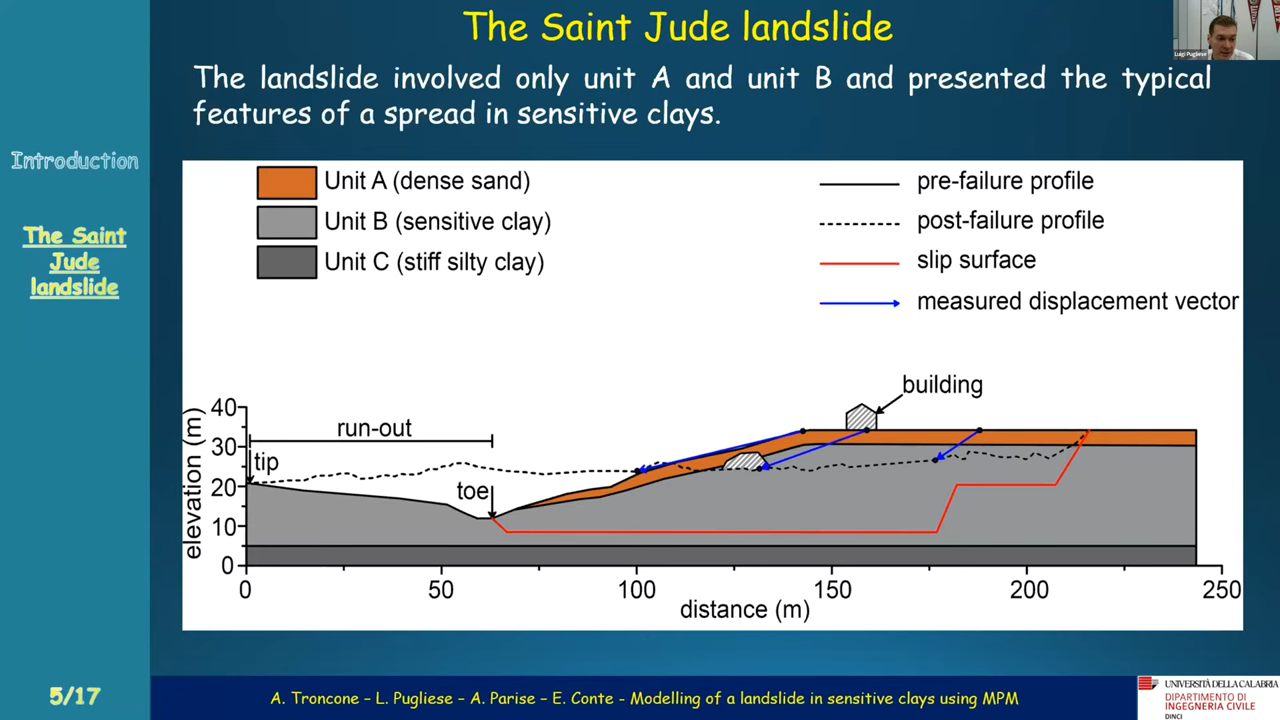 The Saint Jude landslide
Luigi Pugliese
The landslide involved only unit A and unit B and presented the typical
features of a spread in sensitive clays.
Introduction
The Saint
Jude
landslide
Unit A (dense sand)
Unit B (sensitive clay)
Unit C (stiff silty clay)
pre-failure profile
post-failure profile
slip surface
measured displacement vector
building
run-out
tip
toe
elevation (m)
40
30
20
10
0
0 50 100 150 200 250
distance (m)
5/17
A. Troncone – L. Pugliese – A. Parise – E. Conte - Modelling of a landslide in sensitive clays using MPM
UNIVERSITÀ DELLA CALABRIA
DIPARTIMENTO DI
INGEGNERIA CIVILE
DINCI